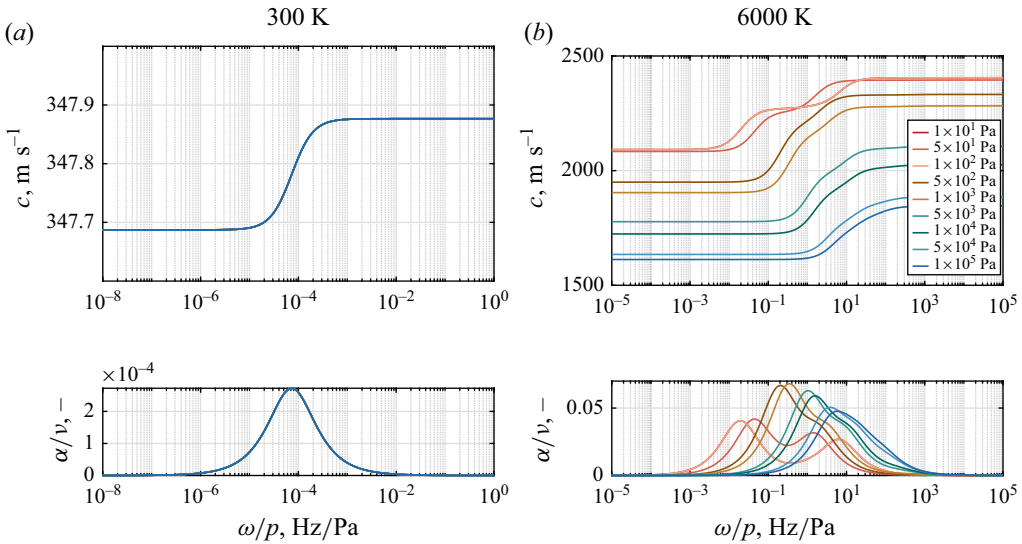 300 K
6000 K
(a)
(b)
347.9
347.8
347.7
c, m s⁻¹
10⁻⁸
10⁻⁶
10⁻⁴
10⁻²
10⁰
2500
2000
1500
c, m s⁻¹
1×10¹ Pa
5×10¹ Pa
1×10² Pa
5×10² Pa
1×10³ Pa
5×10³ Pa
1×10⁴ Pa
5×10⁴ Pa
1×10⁵ Pa
10⁻⁵
10⁻³
10⁻¹
10¹
10³
10⁵
×10⁻⁴
2
1
0
α/ν, –
10⁻⁸
10⁻⁶
10⁻⁴
10⁻²
10⁰
ω/p, Hz/Pa
0.05
0
α/ν, –
10⁻⁵
10⁻³
10⁻¹
10¹
10³
10⁵
ω/p, Hz/Pa